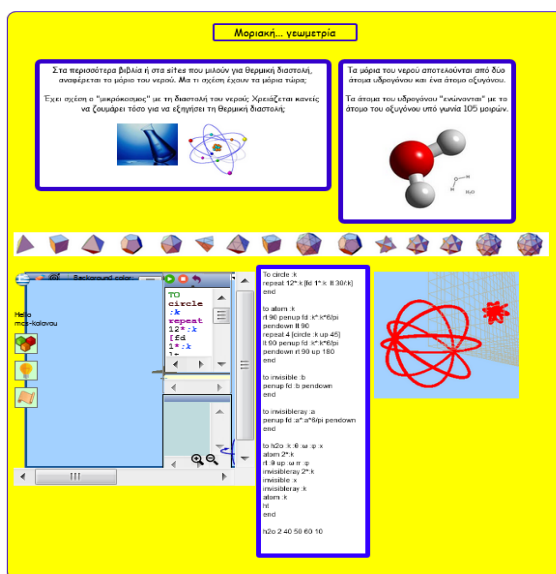 Μοριακή... γεωμετρία
Στα περισσότερα βιβλία ή στα sites που μιλούν για θερμική διαστολή,
αναφέρεται το μόριο του νερού. Μα τι σχέση έχουν τα μόρια τώρα;
Έχει σχέση ο "μικρόκοσμος" με τη διαστολή του νερού; Χρειάζεται κανείς
να ζουμάρει τόσο για να εξηγήσει τη θερμική διαστολή;
Τα μόρια του νερού αποτελούνται από δύο
άτομα υδρογόνου και ένα άτομο οξυγόνου.
Τα άτομα του υδρογόνου "ενώνονται" με το
άτομο του οξυγόνου υπό γωνία 105 μοιρών.
H
O
H
H₂O
Background color:
Hello
mcs-kalavau
TO
circle
:k
repeat
12*:k
[fd
1*:k
To circle :k
repeat 12*:k [fd 1*:k lt 30/:k]
end
to atom :k
rt 90 penup fd :k*:k*6/pi
pendown lt 90
repeat 4 [circle :k up 45]
lt 90 penup fd :k*:k*6/pi
pendown rt 90 up 180
end
to invisible :b
penup fd :b pendown
end
to invisibleray :a
penup fd :a*:a*6/pi pendown
end
to h2o :k :θ :ω :φ :x
atom 2*:k
rt :θ up :ω rr :φ
invisibleray 2*:k
invisible :x
invisibleray :k
atom :k
ht
end
h2o 2 40 50 60 10